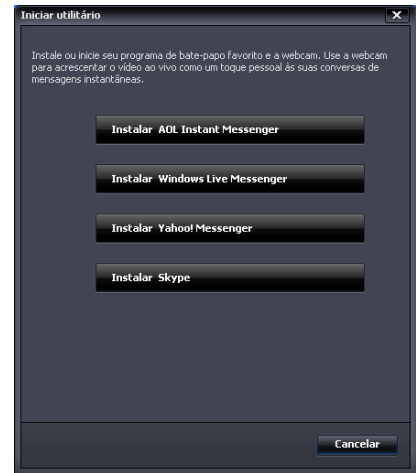 Iniciar utilitário
Instale ou inicie seu programa de bate-papo favorito e a webcam. Use a webcam
para acrescentar o vídeo ao vivo como um toque pessoal às suas conversas de
mensagens instantâneas.
Instalar AOL Instant Messenger
Instalar Windows Live Messenger
Instalar Yahoo! Messenger
Instalar Skype
Cancelar